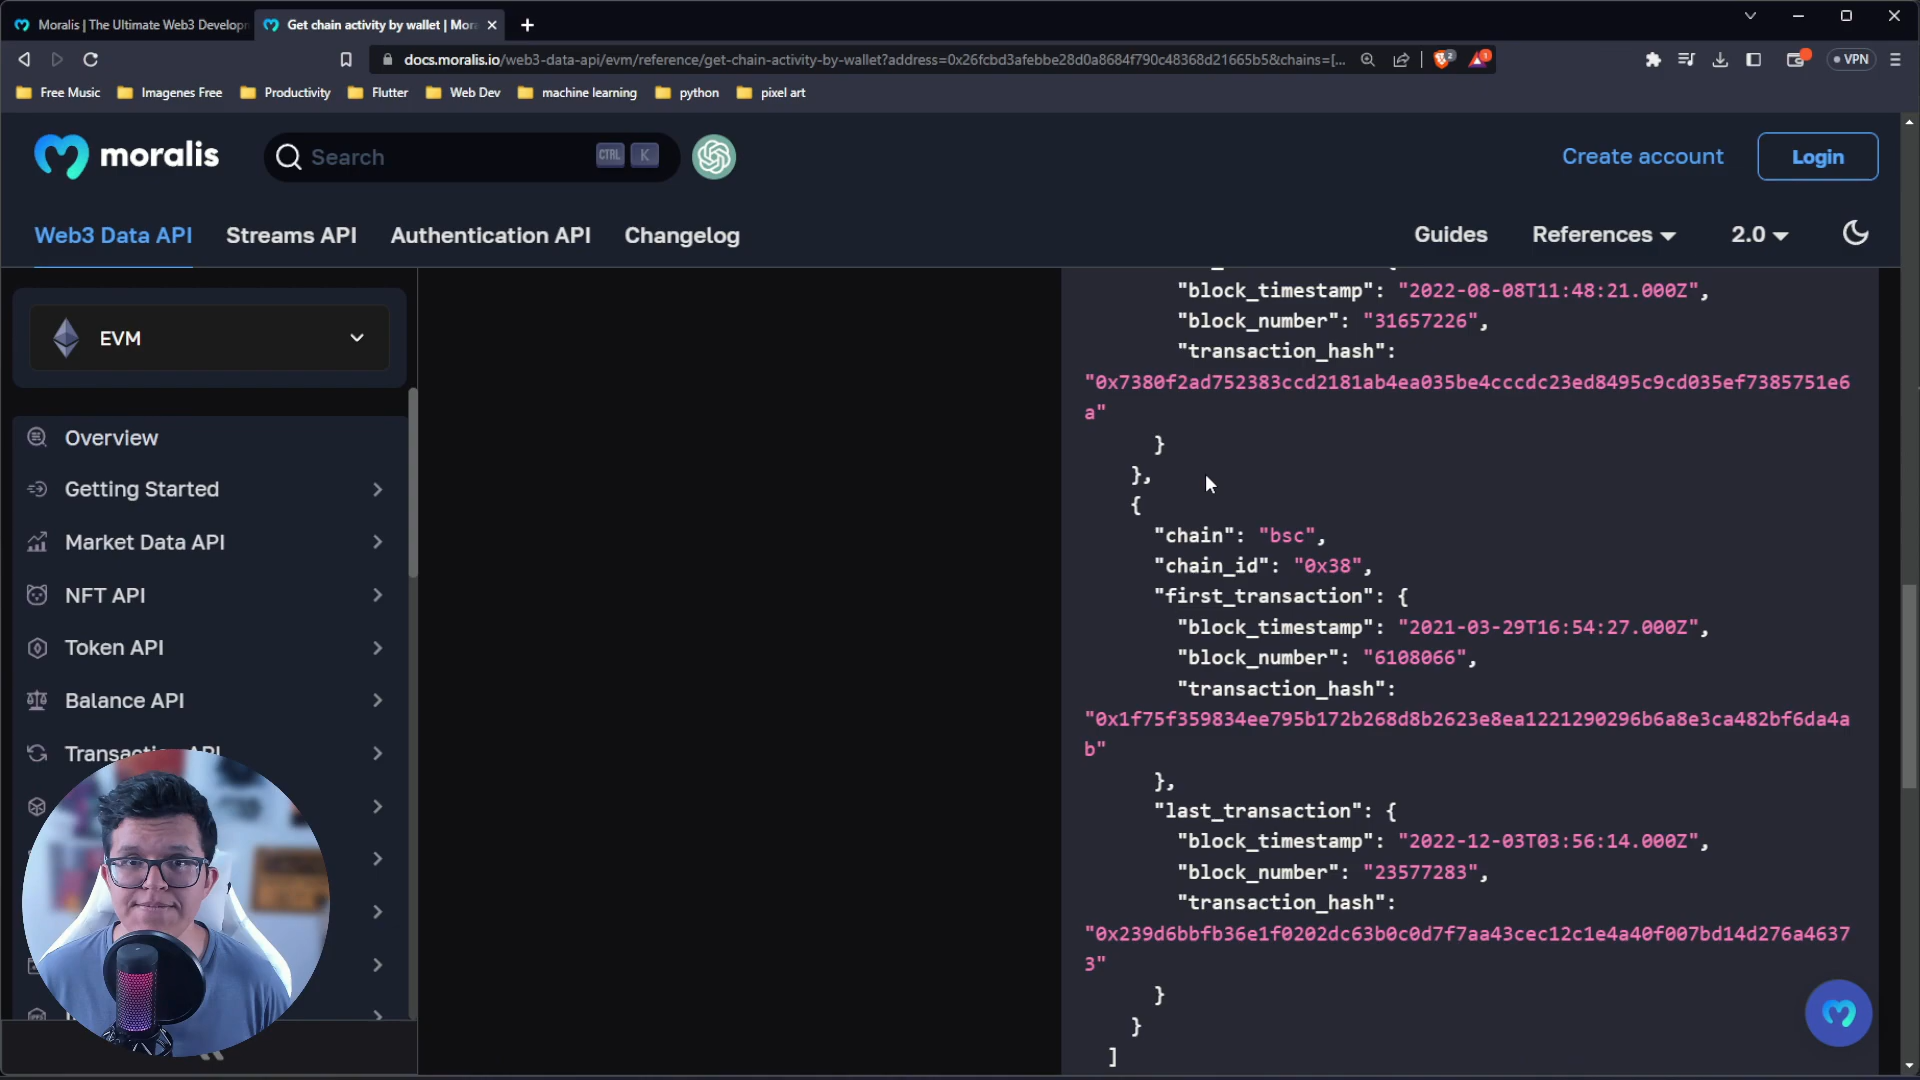 Moralis | The Ultimate Web3 Develop
Get chain activity by wallet | Mor
docs.moralis.io/web3-data-api/evm/reference/get-chain-activity-by-wallet?address=0x26fcbd3afebbe28d0a8684f790c48368d21665b5&chains=[...
2
1
VPN
Free Music
Imagenes Free
Productivity
Flutter
Web Dev
machine learning
python
pixel art
moralis
Search
CTRL K
Create account
Login
Web3 Data API
Streams API
Authentication API
Changelog
Guides
References
2.0
EVM
Overview
Getting Started
Market Data API
NFT API
Token API
Balance API
Transaction API
"block_timestamp": "2022-08-08T11:48:21.000Z",
"block_number": "31657226",
"transaction_hash":
"0x7380f2ad752383ccd2181ab4ea035be4cccdc23ed8495c9cd035ef7385751e6
a"
}
},
{
"chain": "bsc",
"chain_id": "0x38",
"first_transaction": {
"block_timestamp": "2021-03-29T16:54:27.000Z",
"block_number": "6108066",
"transaction_hash":
"0x1f75f359834ee795b172b268d8b2623e8ea1221290296b6a8e3ca482bf6da4a
b"
},
"last_transaction": {
"block_timestamp": "2022-12-03T03:56:14.000Z",
"block_number": "23577283",
"transaction_hash":
"0x239d6bbfb36e1f0202dc63b0c0d7f7aa43cec12c1e4a40f007bd14d276a4637
3"
}
}
]